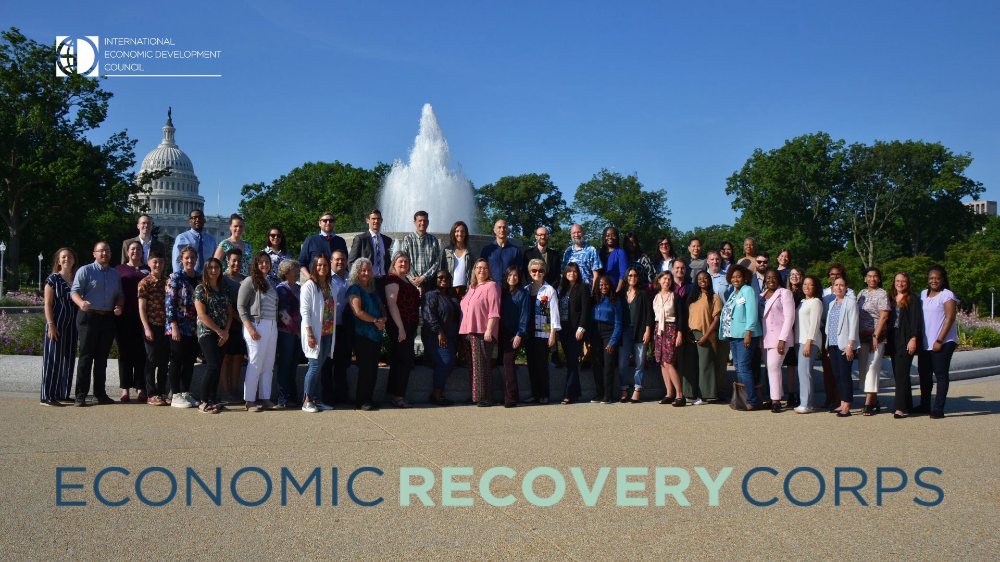 INTERNATIONAL
ECONOMIC DEVELOPMENT
COUNCIL
ECONOMIC RECOVERY CORPS